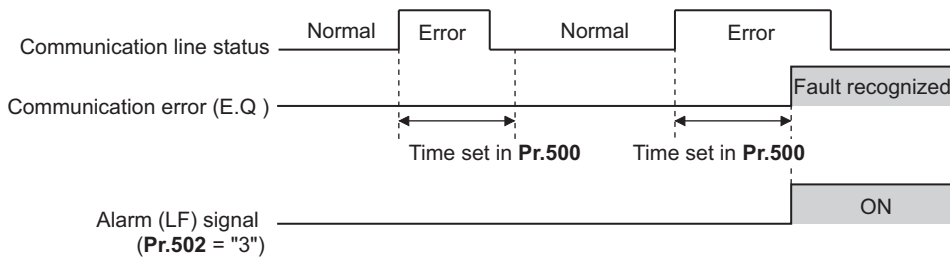 Normal Error Normal Error
Communication line status
Fault recognized
Communication error (E.Q )
Time set in Pr.500 Time set in Pr.500
ON
Alarm (LF) signal
(Pr.502 = "3")